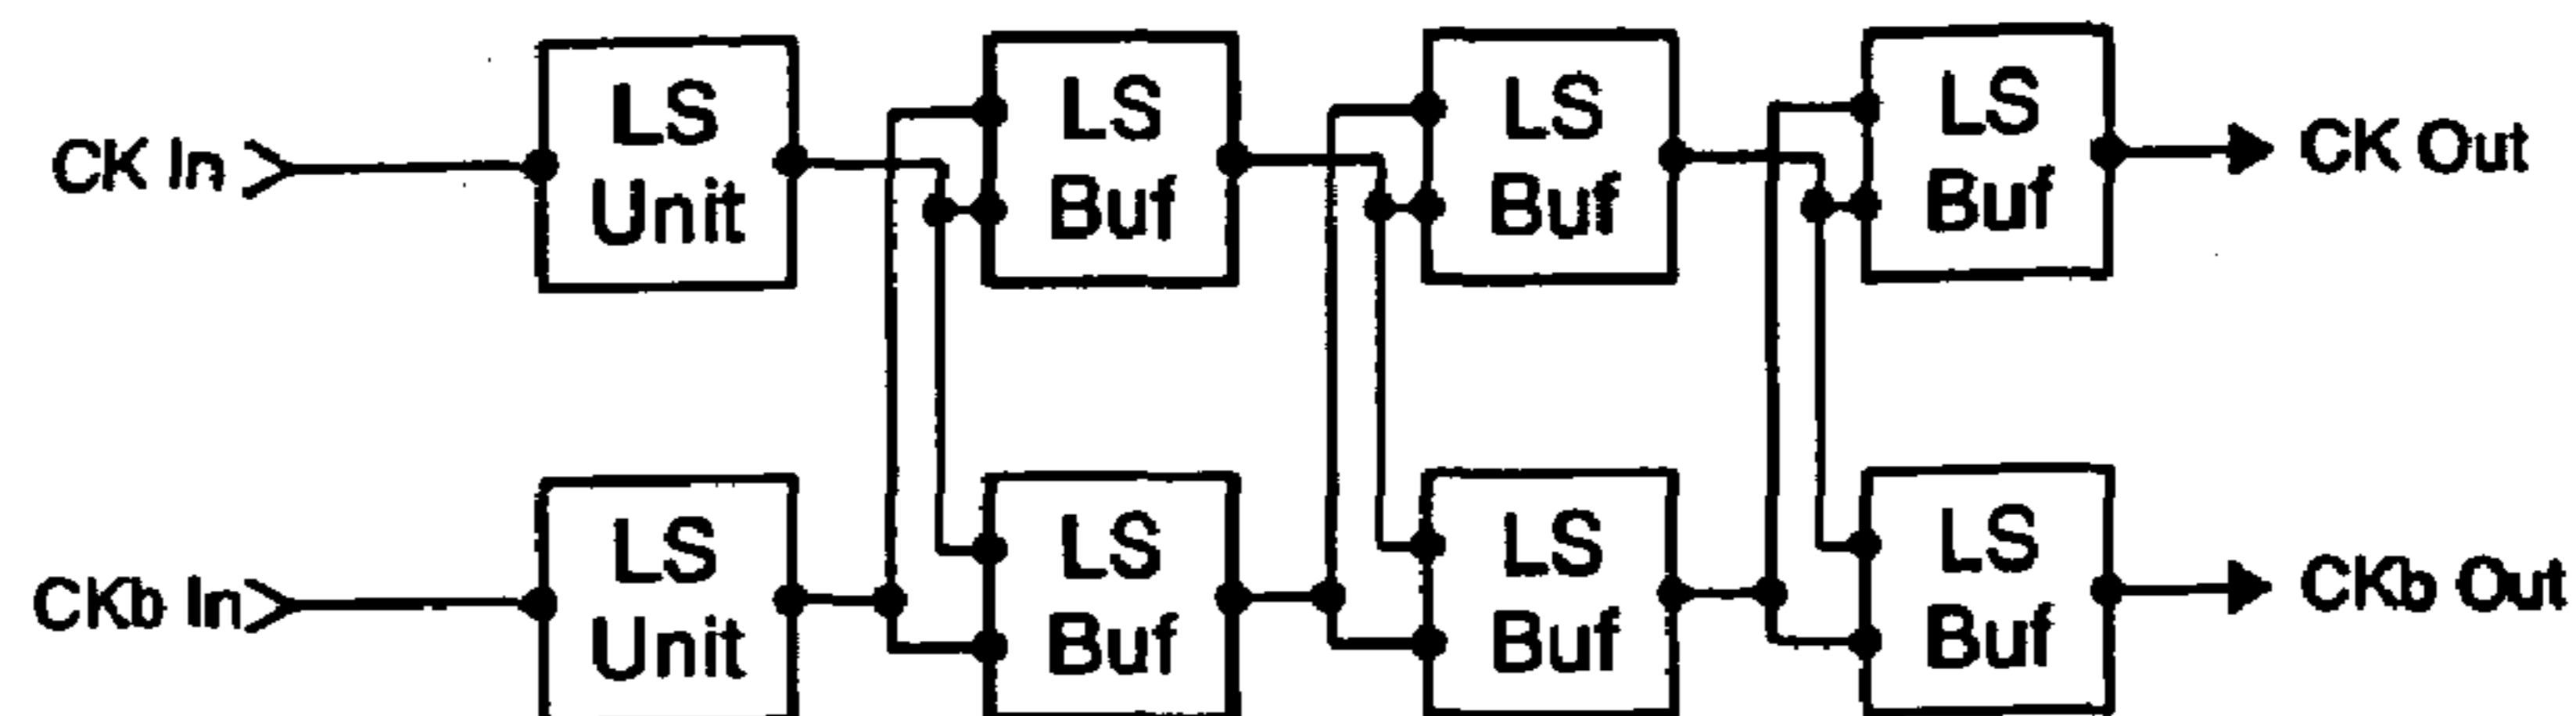 CK In
LS
Unit
LS
Buf
LS
Buf
LS
Buf
CK Out
CKb In
LS
Unit
LS
Buf
LS
Buf
LS
Buf
CKb Out